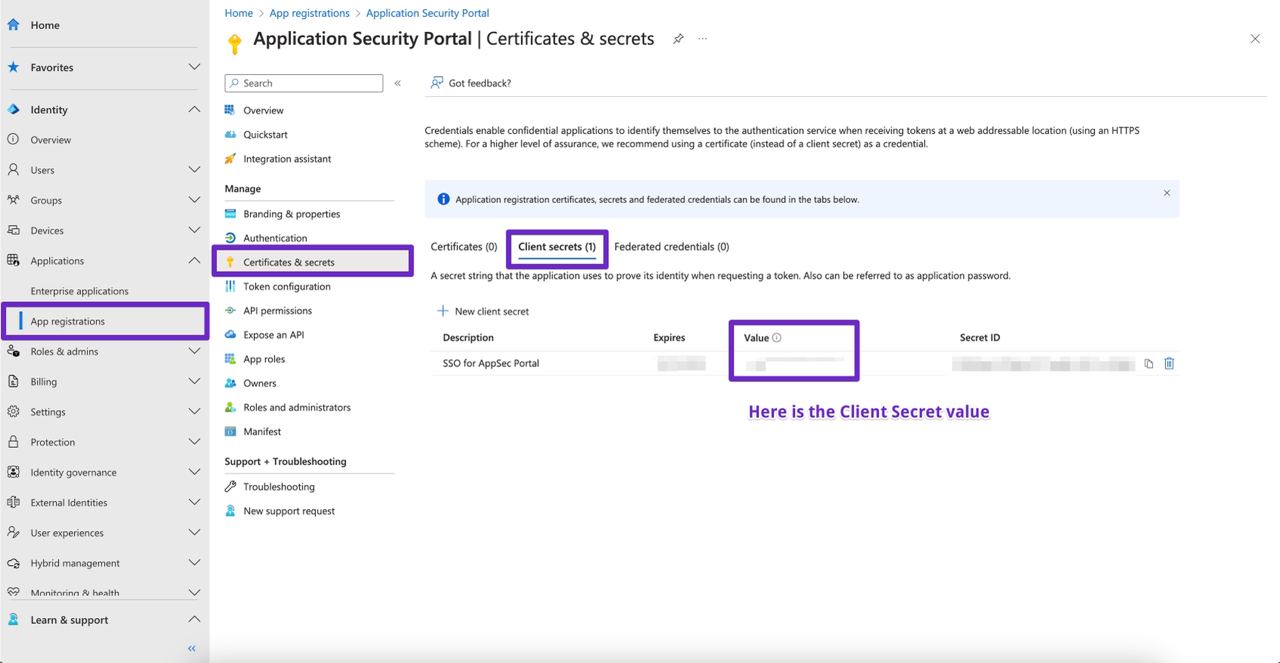 Home
Favorites
Identity
Overview
Users
Groups
Devices
Applications
Enterprise applications
App registrations
Roles & admins
Billing
Settings
Protection
Identity governance
External Identities
User experiences
Hybrid management
Monitoring & health
Learn & support
Home > App registrations > Application Security Portal
Application Security Portal | Certificates & secrets
Search
Overview
Quickstart
Integration assistant
Manage
Branding & properties
Authentication
Certificates & secrets
Token configuration
API permissions
Expose an API
App roles
Owners
Roles and administrators
Manifest
Support + Troubleshooting
Troubleshooting
New support request
Got feedback?
Credentials enable confidential applications to identify themselves to the authentication service when receiving tokens at a web addressable location (using an HTTPS
scheme). For a higher level of assurance, we recommend using a certificate (instead of a client secret) as a credential.
Application registration certificates, secrets and federated credentials can be found in the tabs below.
Certificates (0) Client secrets (1) Federated credentials (0)
A secret string that the application uses to prove its identity when requesting a token. Also can be referred to as application password.
New client secret
Description Expires Value Secret ID
SSO for AppSec Portal
Here is the Client Secret value